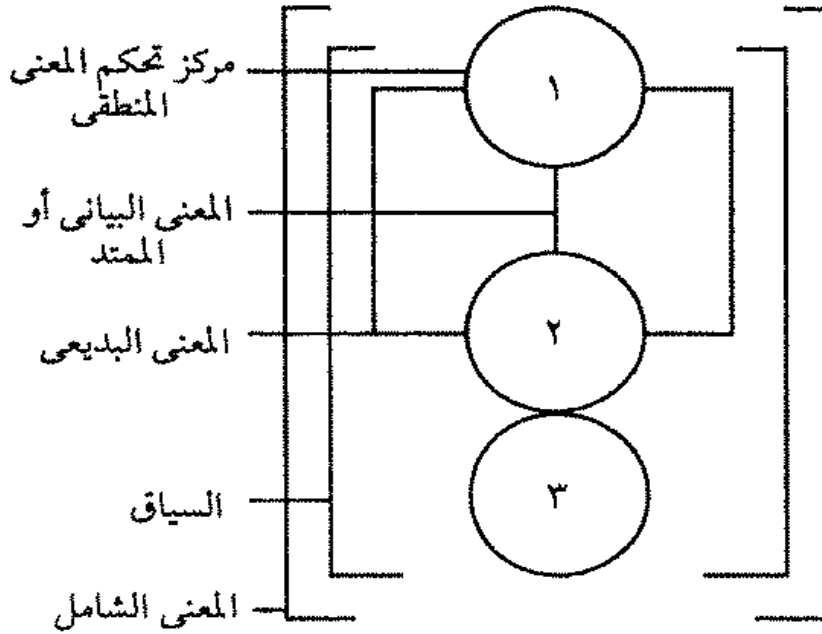 مركز تحكم المعنى
المنطقى
١
المعنى البيانى أو
الممتد
المعنى البديعى
٢
السياق
٣
المعنى الشامل